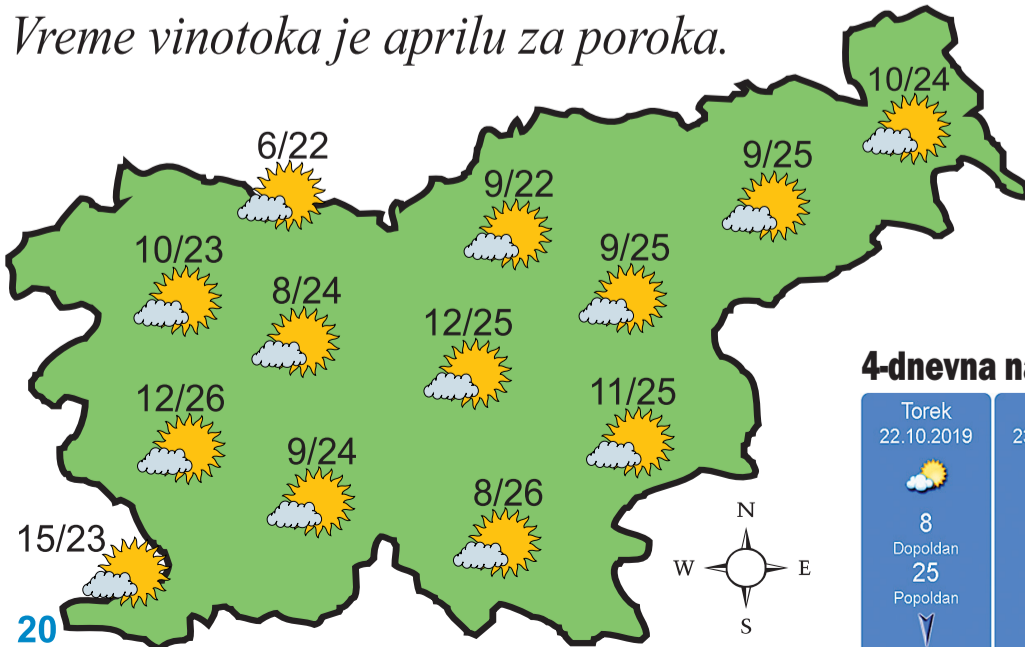 Vreme vinotoka je aprilu za poroka.
10/24
6/22
9/25
9/22
10/23
9/25
8/24
12/25
12/26
11/25
9/24
8/26
15/23
20
N
W E
S
4-dnevna na
Torek
22.10.2019
23
8
Dopoldan
25
Popoldan